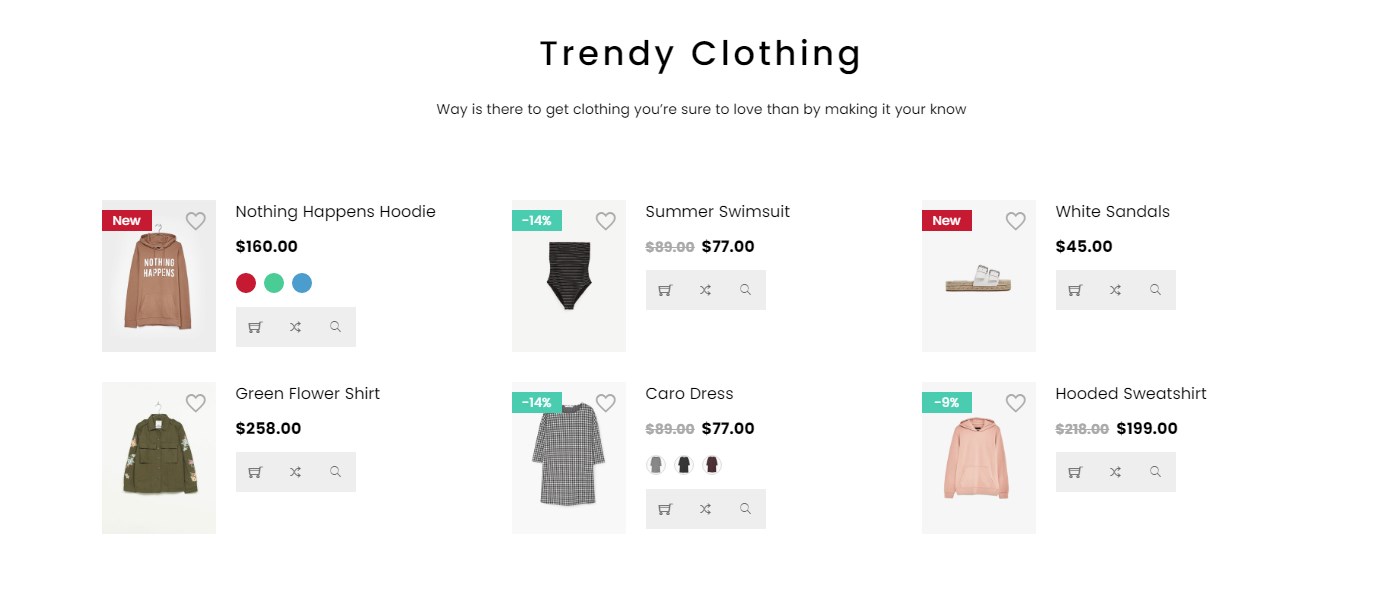 Trendy Clothing
Way is there to get clothing you’re sure to love than by making it your know
New
NOTHING
HAPPENS
Nothing Happens Hoodie
$160.00
-14%
Summer Swimsuit
$89.00 $77.00
New
White Sandals
$45.00
Green Flower Shirt
$258.00
-14%
Caro Dress
$89.00 $77.00
-9%
Hooded Sweatshirt
$218.00 $199.00